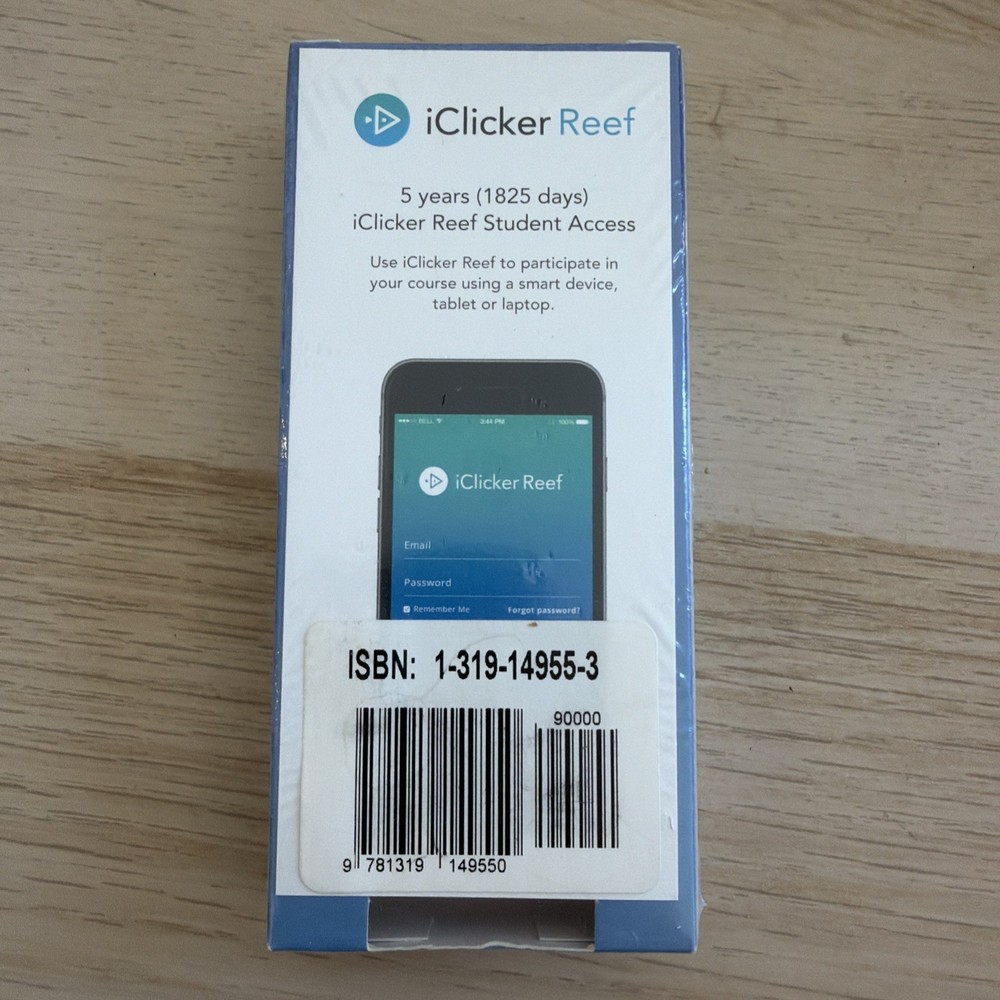 iClicker Reef
5 years (1825 days)
iClicker Reef Student Access
Use iClicker Reef to participate in
your course using a smart device,
tablet or laptop.
BELL 3:44 PM 100%
iClicker Reef
Email
Password
Remember Me Forgot password?
ISBN: 1-319-14955-3
90000
9 781319 149550